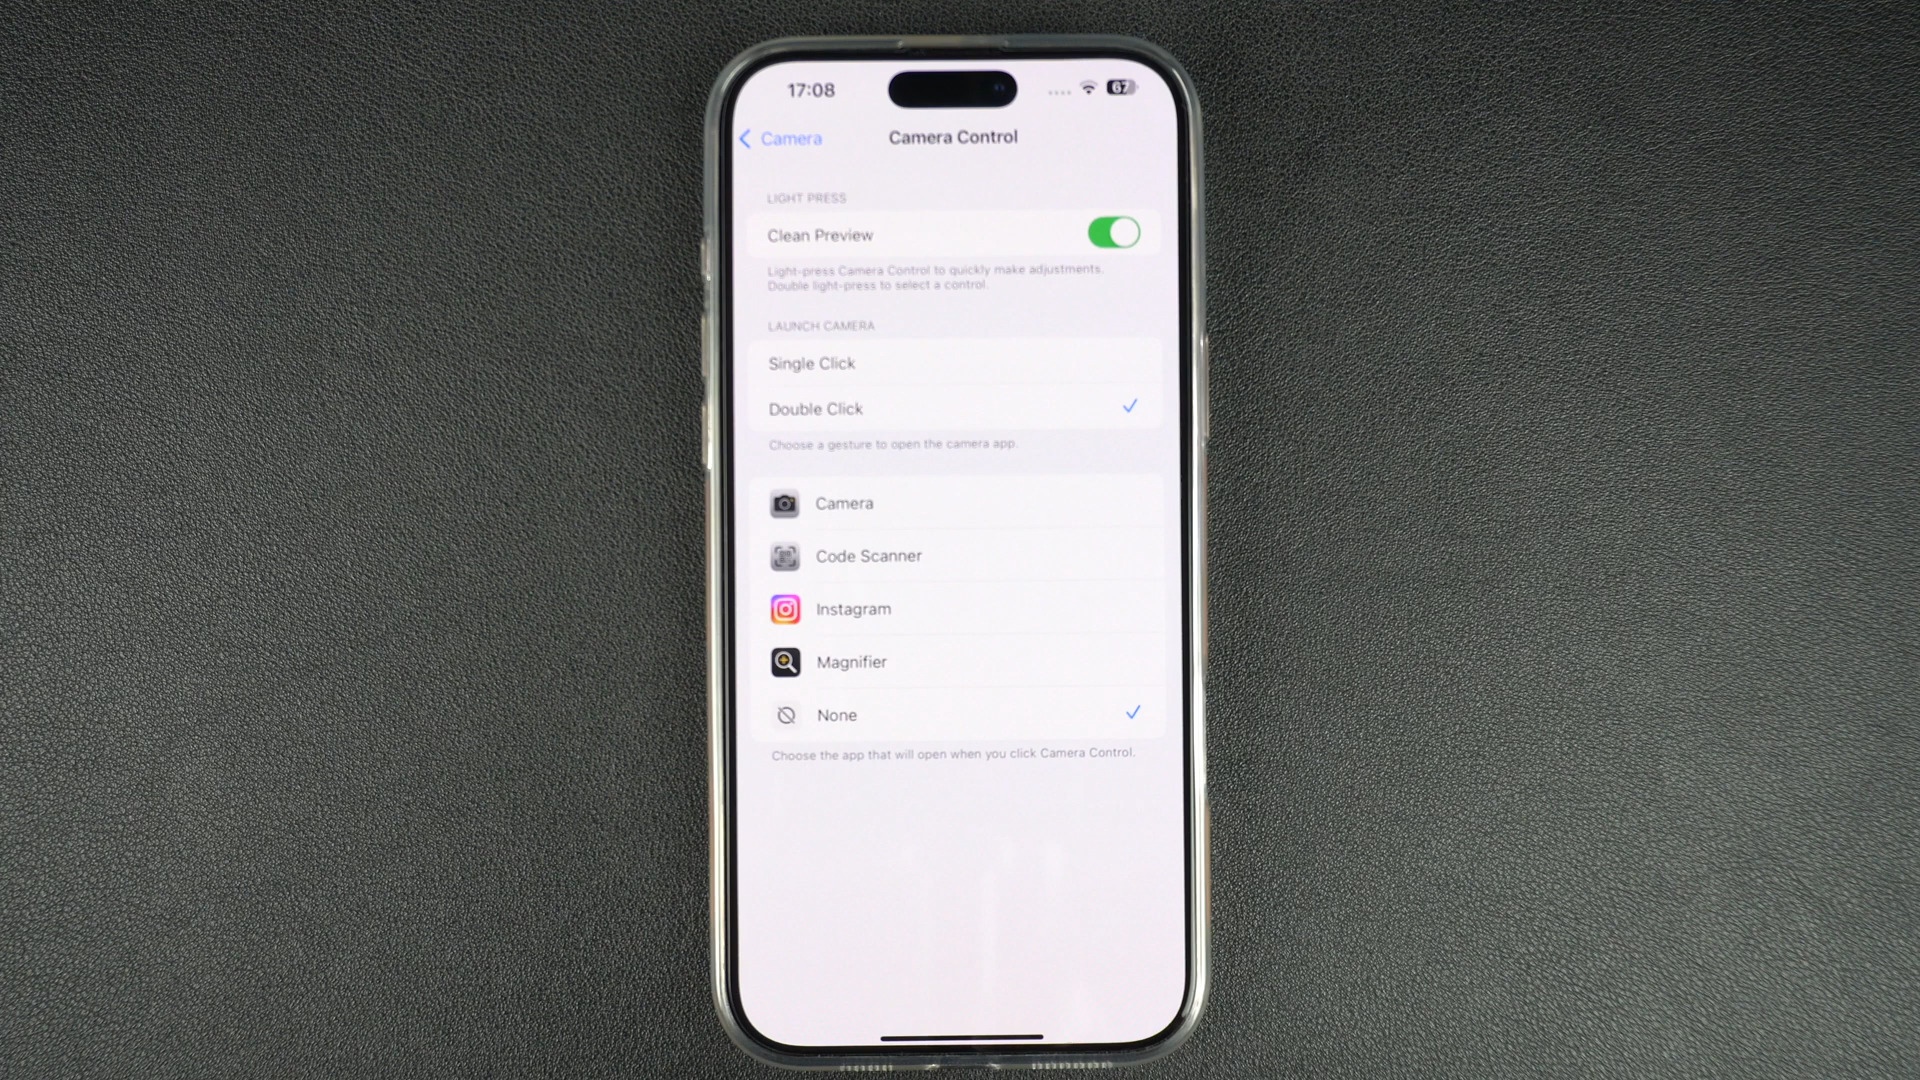 17:08
67
Camera
Camera Control
LIGHT PRESS
Clean Preview
Light-press Camera Control to quickly make adjustments.
Double light-press to select a control.
LAUNCH CAMERA
Single Click
Double Click
Choose a gesture to open the camera app.
Camera
Code Scanner
Instagram
Magnifier
None
Choose the app that will open when you click Camera Control.